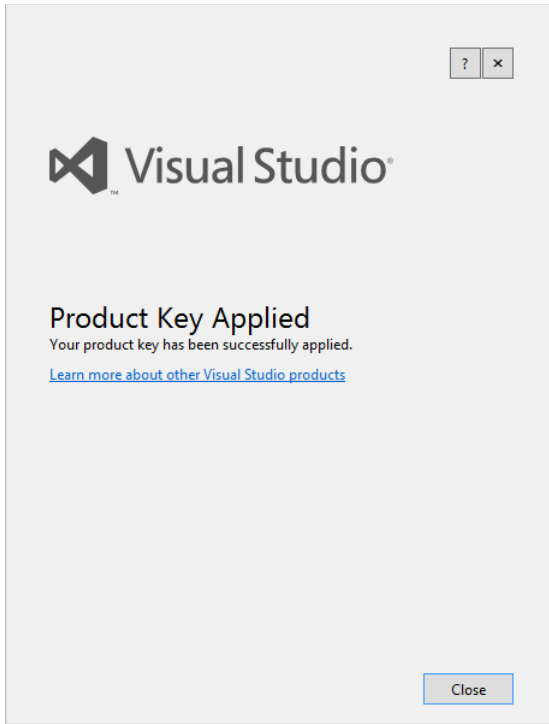 ? ×
Visual Studio®
™
Product Key Applied
Your product key has been successfully applied.
Learn more about other Visual Studio products
Close